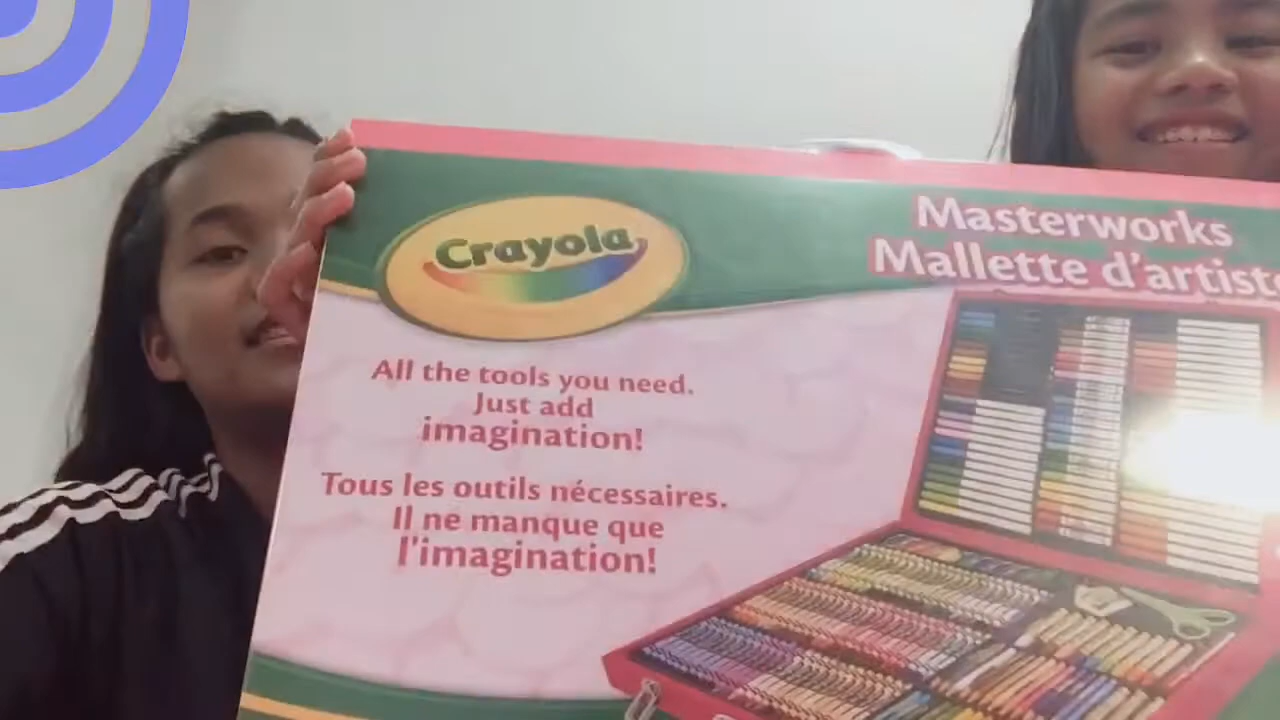 Crayola
Masterworks
Mallette d'artiste
All the tools you need.
Just add
imagination!
Tous les outils nécessaires.
Il ne manque que
l'imagination!